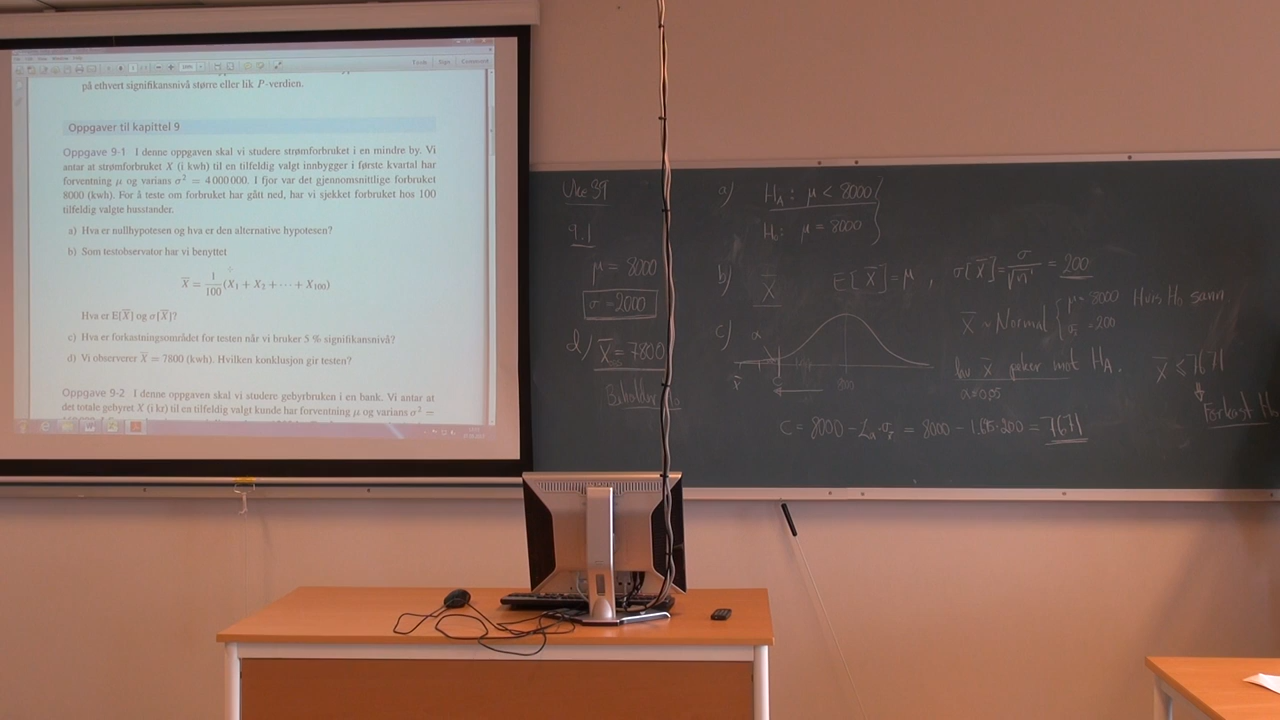 på ethvert signifikansnivå større eller lik P-verdien.
Oppgaver til kapittel 9
Oppgave 9-1 I denne oppgaven skal vi studere strømforbruket i en mindre by. Vi
antar at strømforbruket X (i kwh) til en tilfeldig valgt innbygger i første kvartal har
forventning μ og varians σ² = 4 000 000. I fjor var det gjennomsnittlige forbruket
8000 (kwh). For å teste om forbruket har gått ned, har vi sjekket forbruket hos 100
tilfeldig valgte husstander.
a) Hva er nullhypotesen og hva er den alternative hypotesen?
b) Som testobservator har vi benyttet
X̄ = 1/100 (X₁ + X₂ + ··· + X₁₀₀)
Hva er E[X̄] og σ[X̄]?
c) Hva er forkastningsområdet for testen når vi bruker 5 % signifikansnivå?
d) Vi observerer X̄ = 7800 (kwh). Hvilken konklusjon gir testen?
Oppgave 9-2 I denne oppgaven skal vi studere gebyrbruken i en bank. Vi antar at
det totale gebyret X (i kr) til en tilfeldig valgt kunde har forventning μ og varians σ² =
Uke 39
9.1
μ = 8000
σ = 2000
d) X̄ = 7800
Beholder H₀
a) H_A: μ < 8000
H₀: μ = 8000
b) X̄ E[X̄] = μ, σ[X̄] = σ/√n = 200
X̄ ~ Normal { μ = 8000 Hvis H₀ sann.
σ = 200
c) α
lav X̄ peker mot H_A. X̄ ≤ 7671
α = 0,05
⇓
Forkast H₀
C = 8000 − Z_α · σ = 8000 − 1.645·200 = 7671